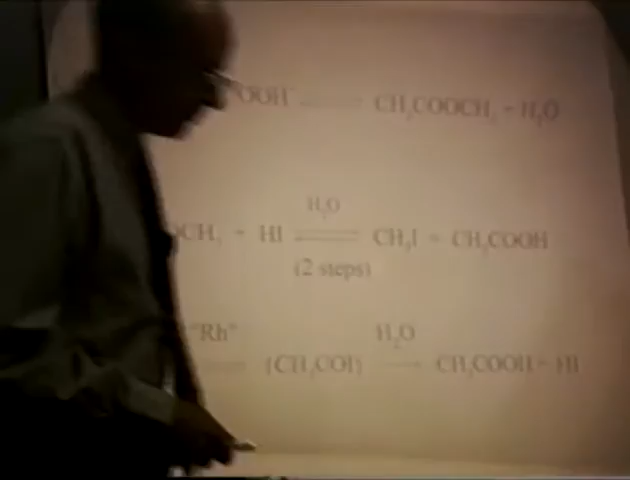 OOH ⇌ CH₃COOCH₃ + H₂O
H₂O
OCH₃ + HI ⇌ CH₃I + CH₃COOH
(2 steps)
"Rh" H₂O
→ {CH₃COI} → CH₃COOH + HI